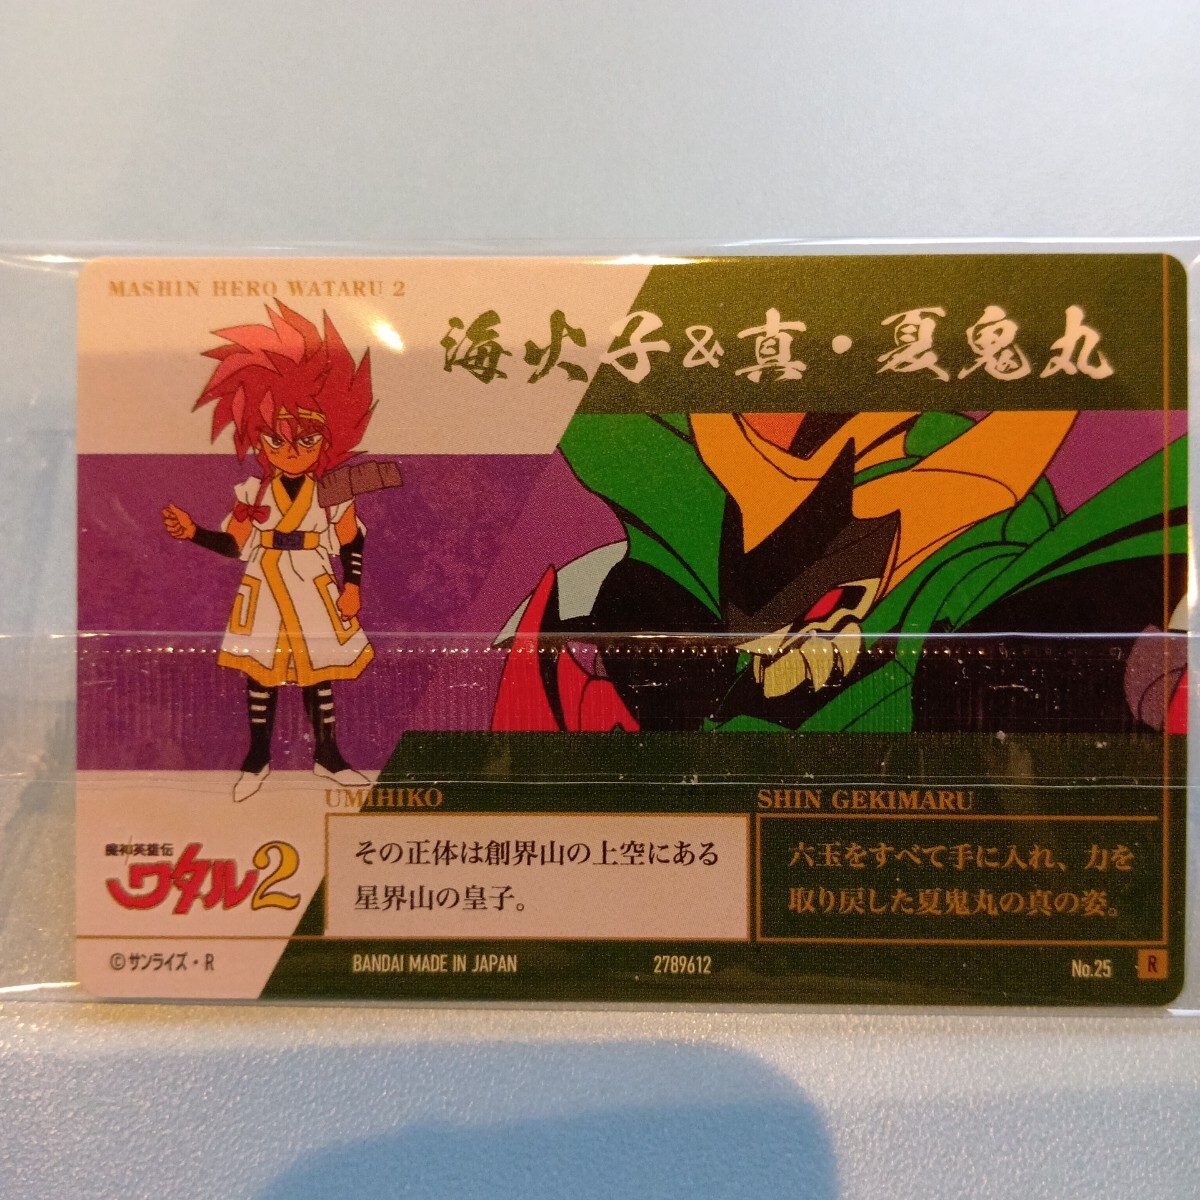 MASHIN HERO WATARU 2
海火子&真・夏鬼丸
UMIHIKO
その正体は創界山の上空にある
星界山の皇子。
SHIN GEKIMARU
六玉をすべて手に入れ、力を
取り戻した夏鬼丸の真の姿。
魔神英雄伝
ワタル2
©サンライズ・R
BANDAI MADE IN JAPAN
2789612
No.25
R